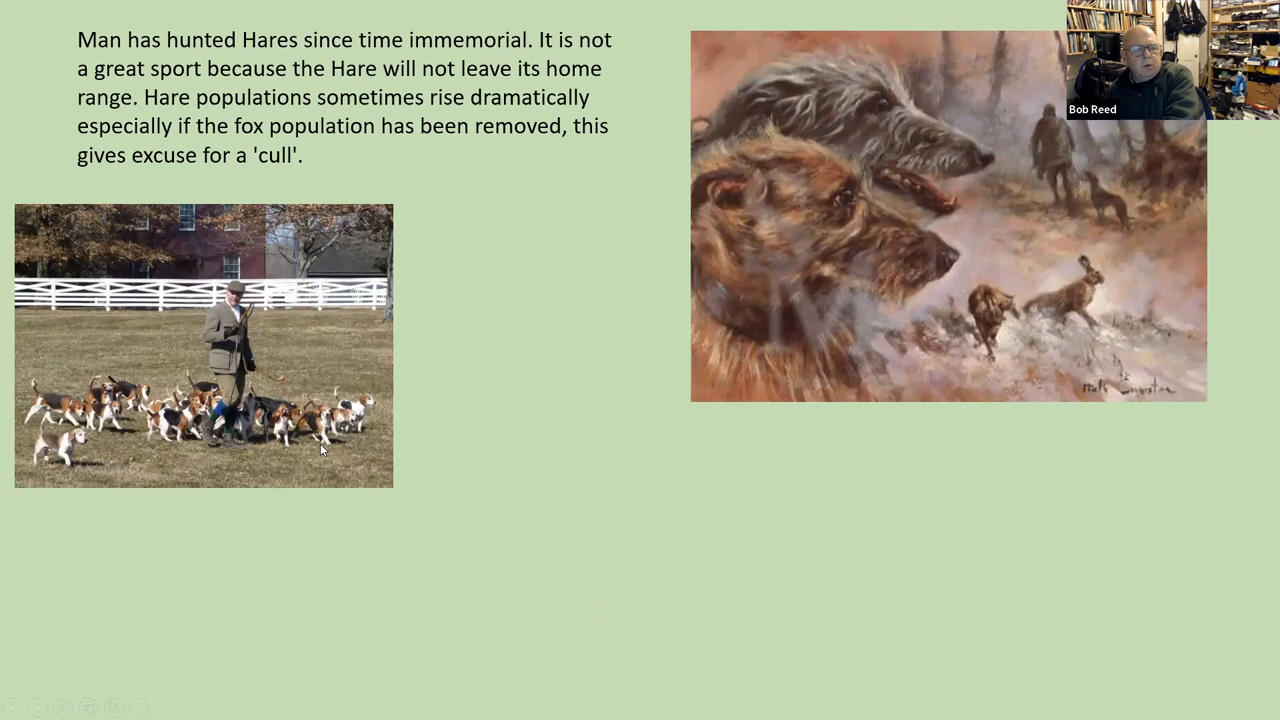 Man has hunted Hares since time immemorial. It is not
a great sport because the Hare will not leave its home
range. Hare populations sometimes rise dramatically
especially if the fox population has been removed, this
gives excuse for a 'cull'.
Bob Reed